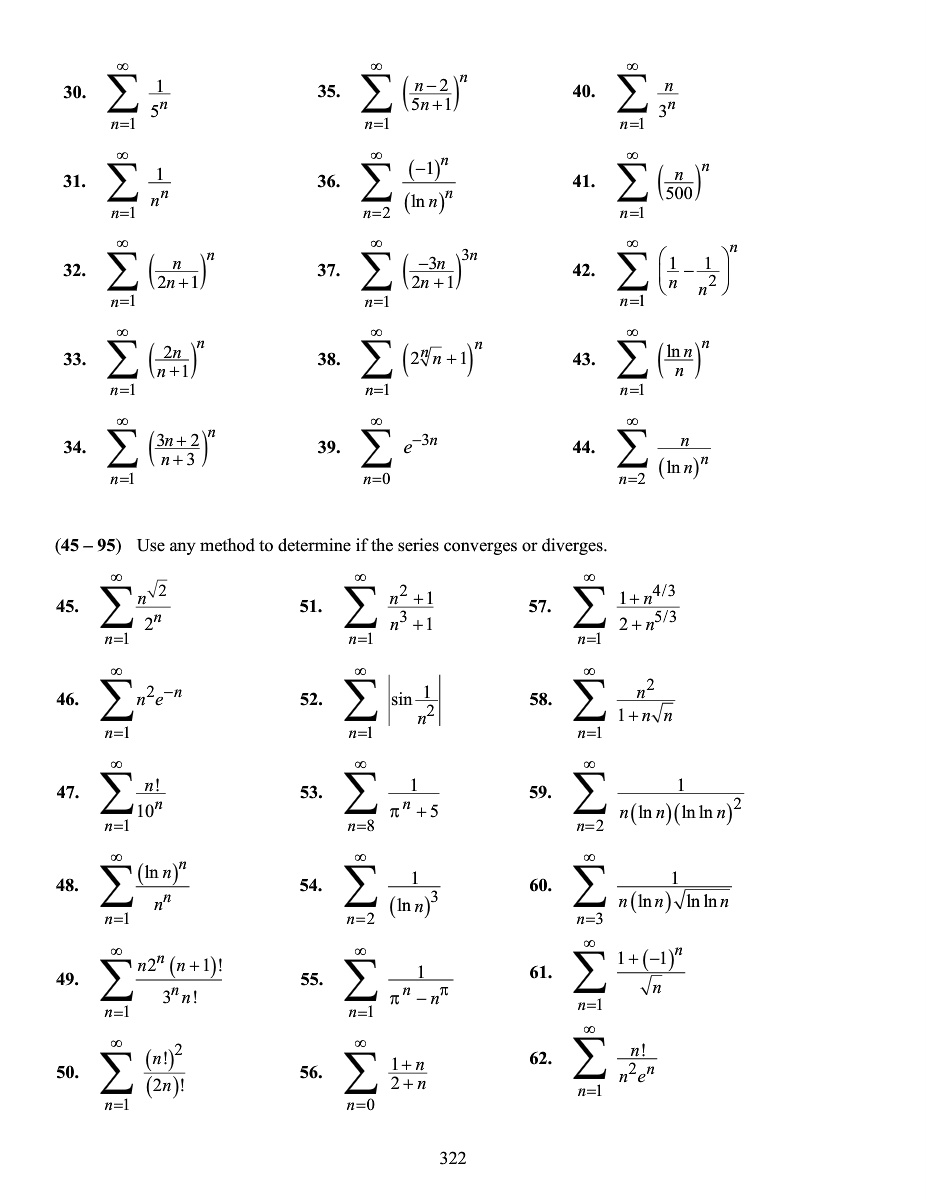 30. $\sum_{n=1}^{\infty} \frac{1}{5^n}$
35. $\sum_{n=1}^{\infty} \left(\frac{n-2}{5n+1}\right)^n$
40. $\sum_{n=1}^{\infty} \frac{n}{3^n}$
31. $\sum_{n=1}^{\infty} \frac{1}{n^n}$
36. $\sum_{n=2}^{\infty} \frac{(-1)^n}{(\ln n)^n}$
41. $\sum_{n=1}^{\infty} \left(\frac{n}{500}\right)^n$
32. $\sum_{n=1}^{\infty} \left(\frac{n}{2n+1}\right)^n$
37. $\sum_{n=1}^{\infty} \left(\frac{-3n}{2n+1}\right)^{3n}$
42. $\sum_{n=1}^{\infty} \left(\frac{1}{n}-\frac{1}{n^2}\right)^n$
33. $\sum_{n=1}^{\infty} \left(\frac{2n}{n+1}\right)^n$
38. $\sum_{n=1}^{\infty} \left(2\sqrt[n]{n}+1\right)^n$
43. $\sum_{n=1}^{\infty} \left(\frac{\ln n}{n}\right)^n$
34. $\sum_{n=1}^{\infty} \left(\frac{3n+2}{n+3}\right)^n$
39. $\sum_{n=0}^{\infty} e^{-3n}$
44. $\sum_{n=2}^{\infty} \frac{n}{(\ln n)^n}$
(45 – 95) Use any method to determine if the series converges or diverges.
45. $\sum_{n=1}^{\infty} \frac{n^{\sqrt{2}}}{2^n}$
51. $\sum_{n=1}^{\infty} \frac{n^2+1}{n^3+1}$
57. $\sum_{n=1}^{\infty} \frac{1+n^{4/3}}{2+n^{5/3}}$
46. $\sum_{n=1}^{\infty} n^2e^{-n}$
52. $\sum_{n=1}^{\infty} \left|\sin\frac{1}{n^2}\right|$
58. $\sum_{n=1}^{\infty} \frac{n^2}{1+n\sqrt{n}}$
47. $\sum_{n=1}^{\infty} \frac{n!}{10^n}$
53. $\sum_{n=8}^{\infty} \frac{1}{\pi^n+5}$
59. $\sum_{n=2}^{\infty} \frac{1}{n(\ln n)(\ln \ln n)^2}$
48. $\sum_{n=1}^{\infty} \frac{(\ln n)^n}{n^n}$
54. $\sum_{n=2}^{\infty} \frac{1}{(\ln n)^3}$
60. $\sum_{n=3}^{\infty} \frac{1}{n(\ln n)\sqrt{\ln \ln n}}$
49. $\sum_{n=1}^{\infty} \frac{n2^n(n+1)!}{3^n n!}$
55. $\sum_{n=1}^{\infty} \frac{1}{\pi^n-n^\pi}$
61. $\sum_{n=1}^{\infty} \frac{1+(-1)^n}{\sqrt{n}}$
50. $\sum_{n=1}^{\infty} \frac{(n!)^2}{(2n)!}$
56. $\sum_{n=0}^{\infty} \frac{1+n}{2+n}$
62. $\sum_{n=1}^{\infty} \frac{n!}{n^2e^n}$
322